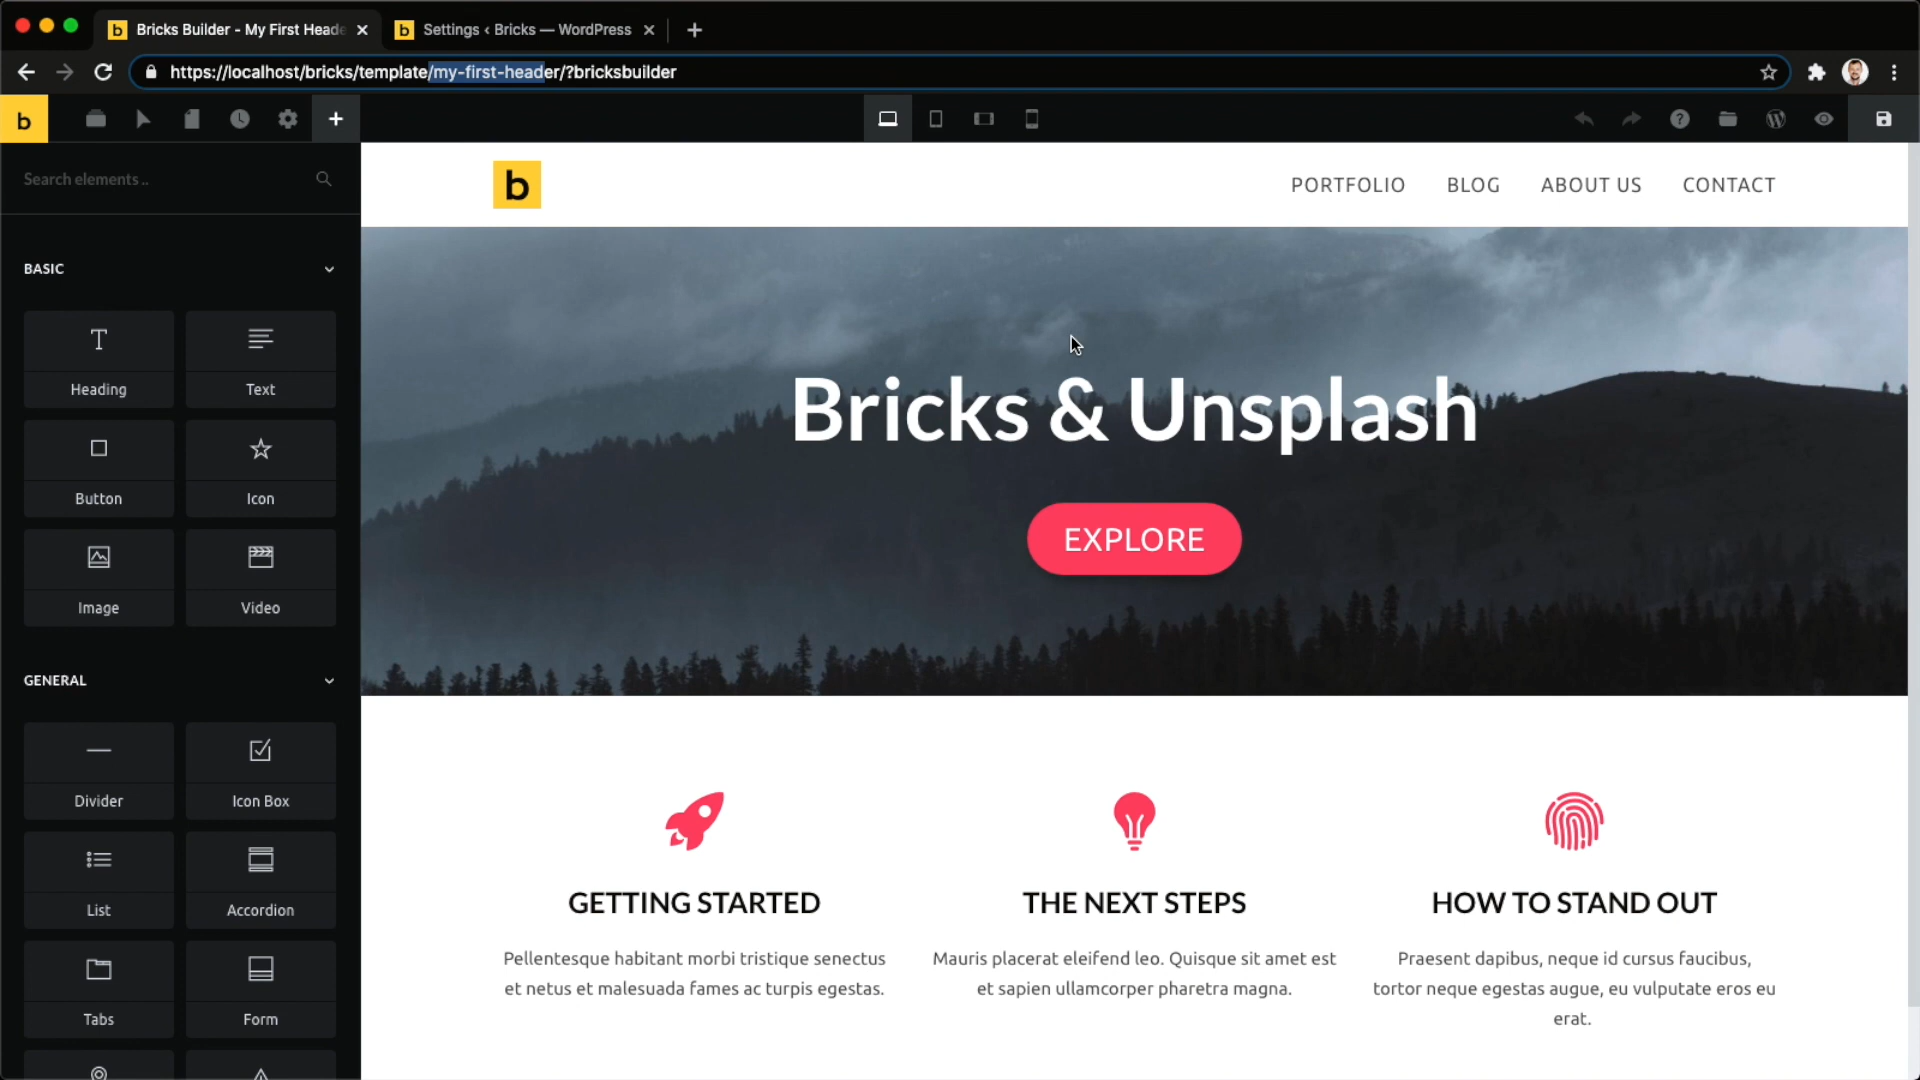 Bricks Builder - My First Heade
Settings ‹ Bricks — WordPress
https://localhost/bricks/template/my-first-header/?bricksbuilder
b
Search elements ..
b
PORTFOLIO BLOG ABOUT US CONTACT
BASIC
Heading Text
Button Icon
Image Video
Bricks & Unsplash
EXPLORE
GENERAL
Divider Icon Box
List Accordion
Tabs Form
GETTING STARTED
Pellentesque habitant morbi tristique senectus
et netus et malesuada fames ac turpis egestas.
THE NEXT STEPS
Mauris placerat eleifend leo. Quisque sit amet est
et sapien ullamcorper pharetra magna.
HOW TO STAND OUT
Praesent dapibus, neque id cursus faucibus,
tortor neque egestas augue, eu vulputate eros eu
erat.